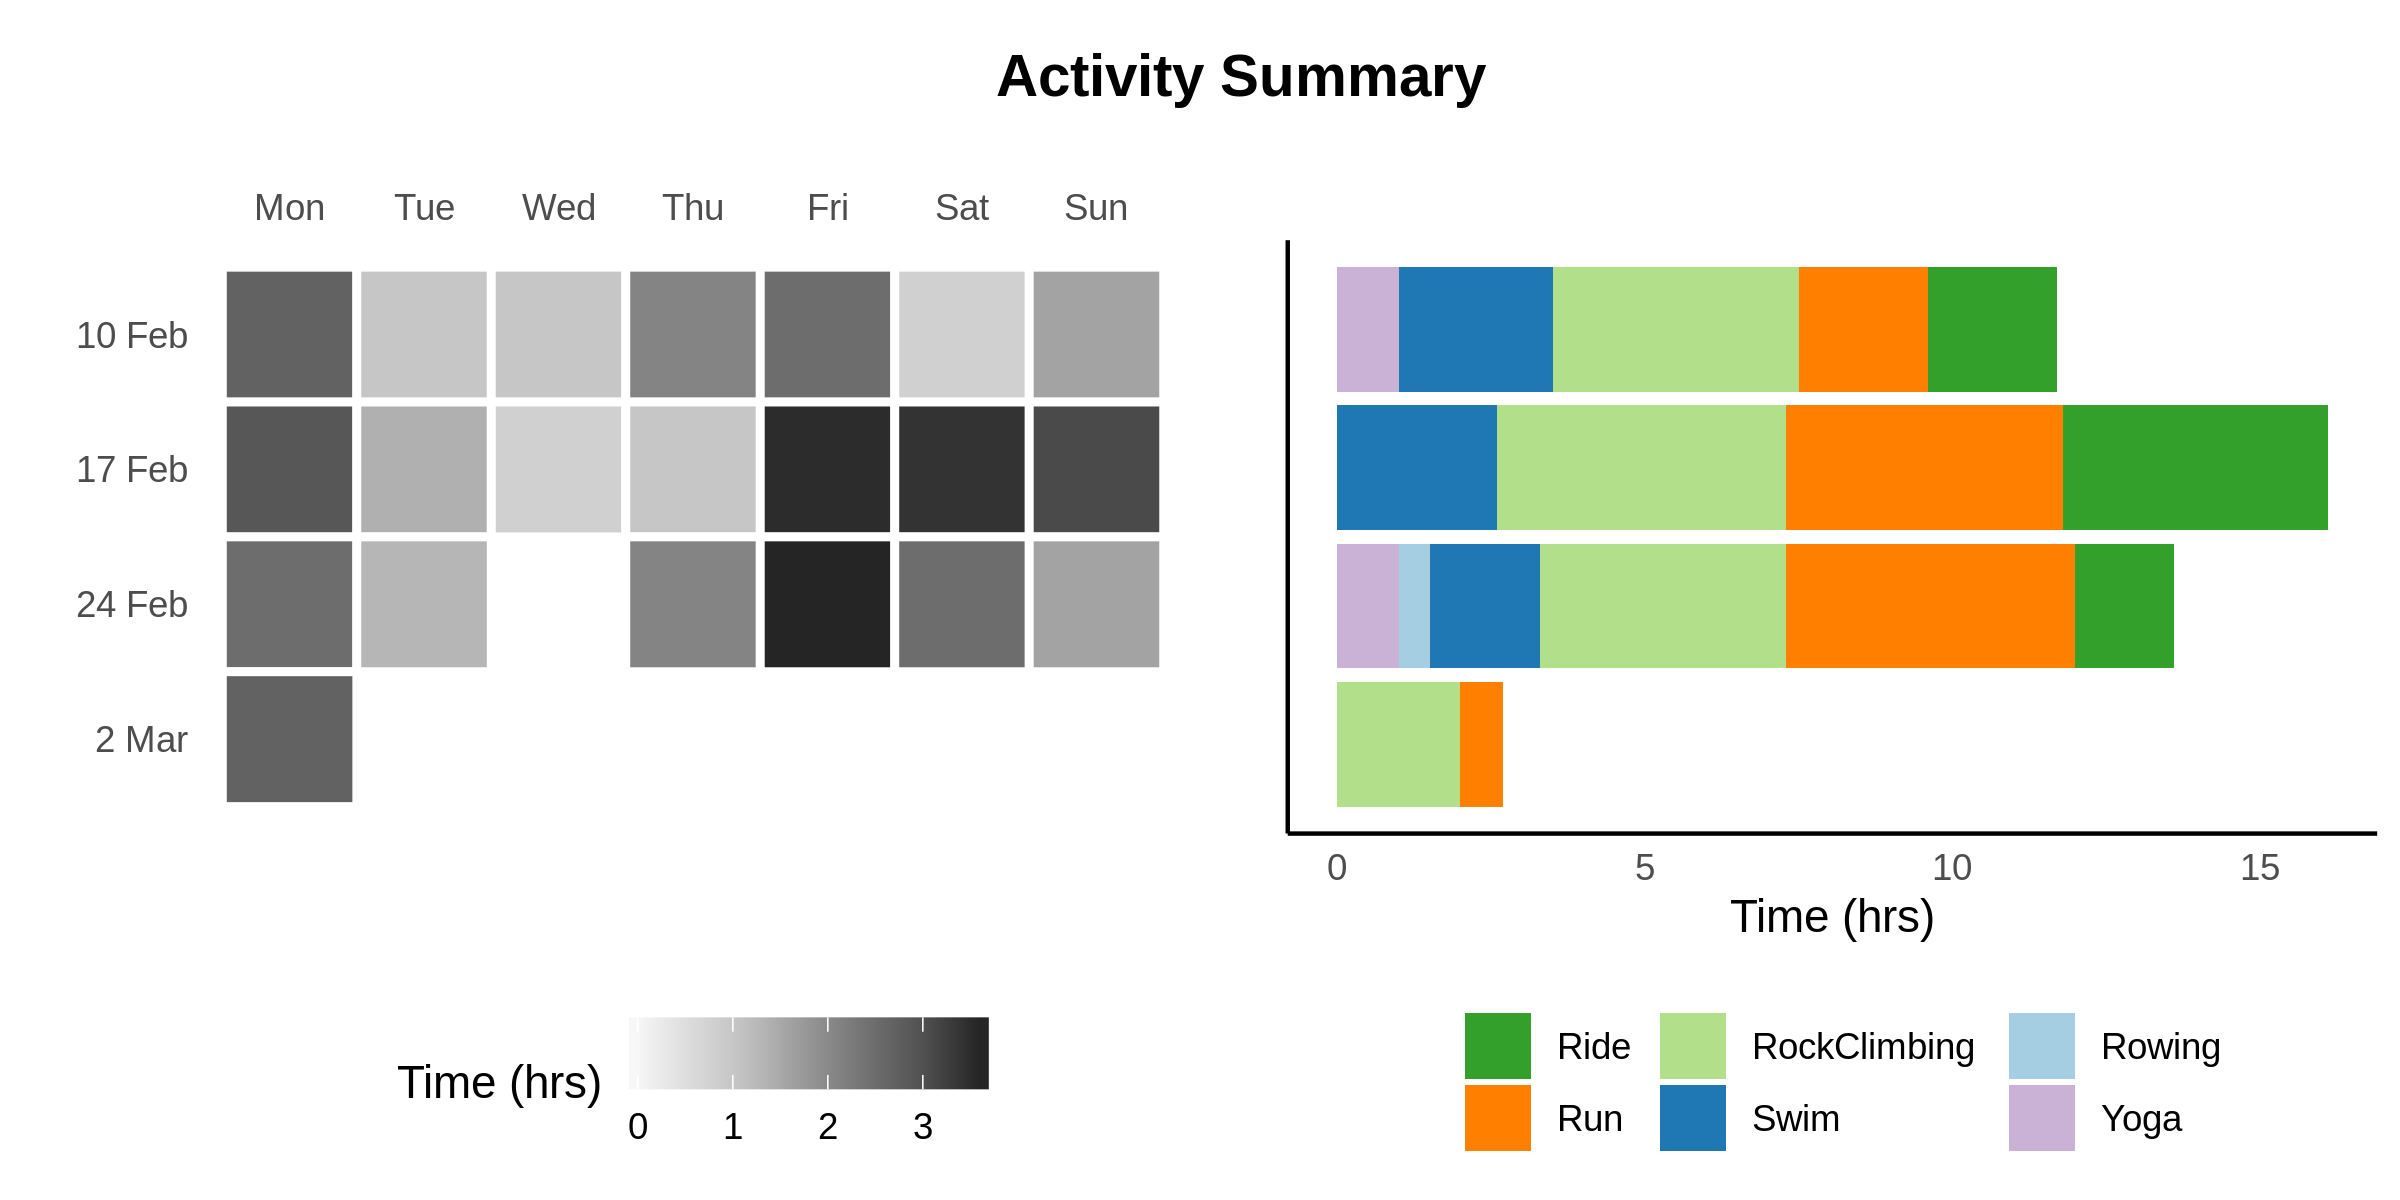 Activity Summary
Mon Tue Wed Thu Fri Sat Sun
10 Feb
17 Feb
24 Feb
2 Mar
0 5 10 15
Time (hrs)
Time (hrs)
0 1 2 3
Ride RockClimbing Rowing
Run Swim Yoga